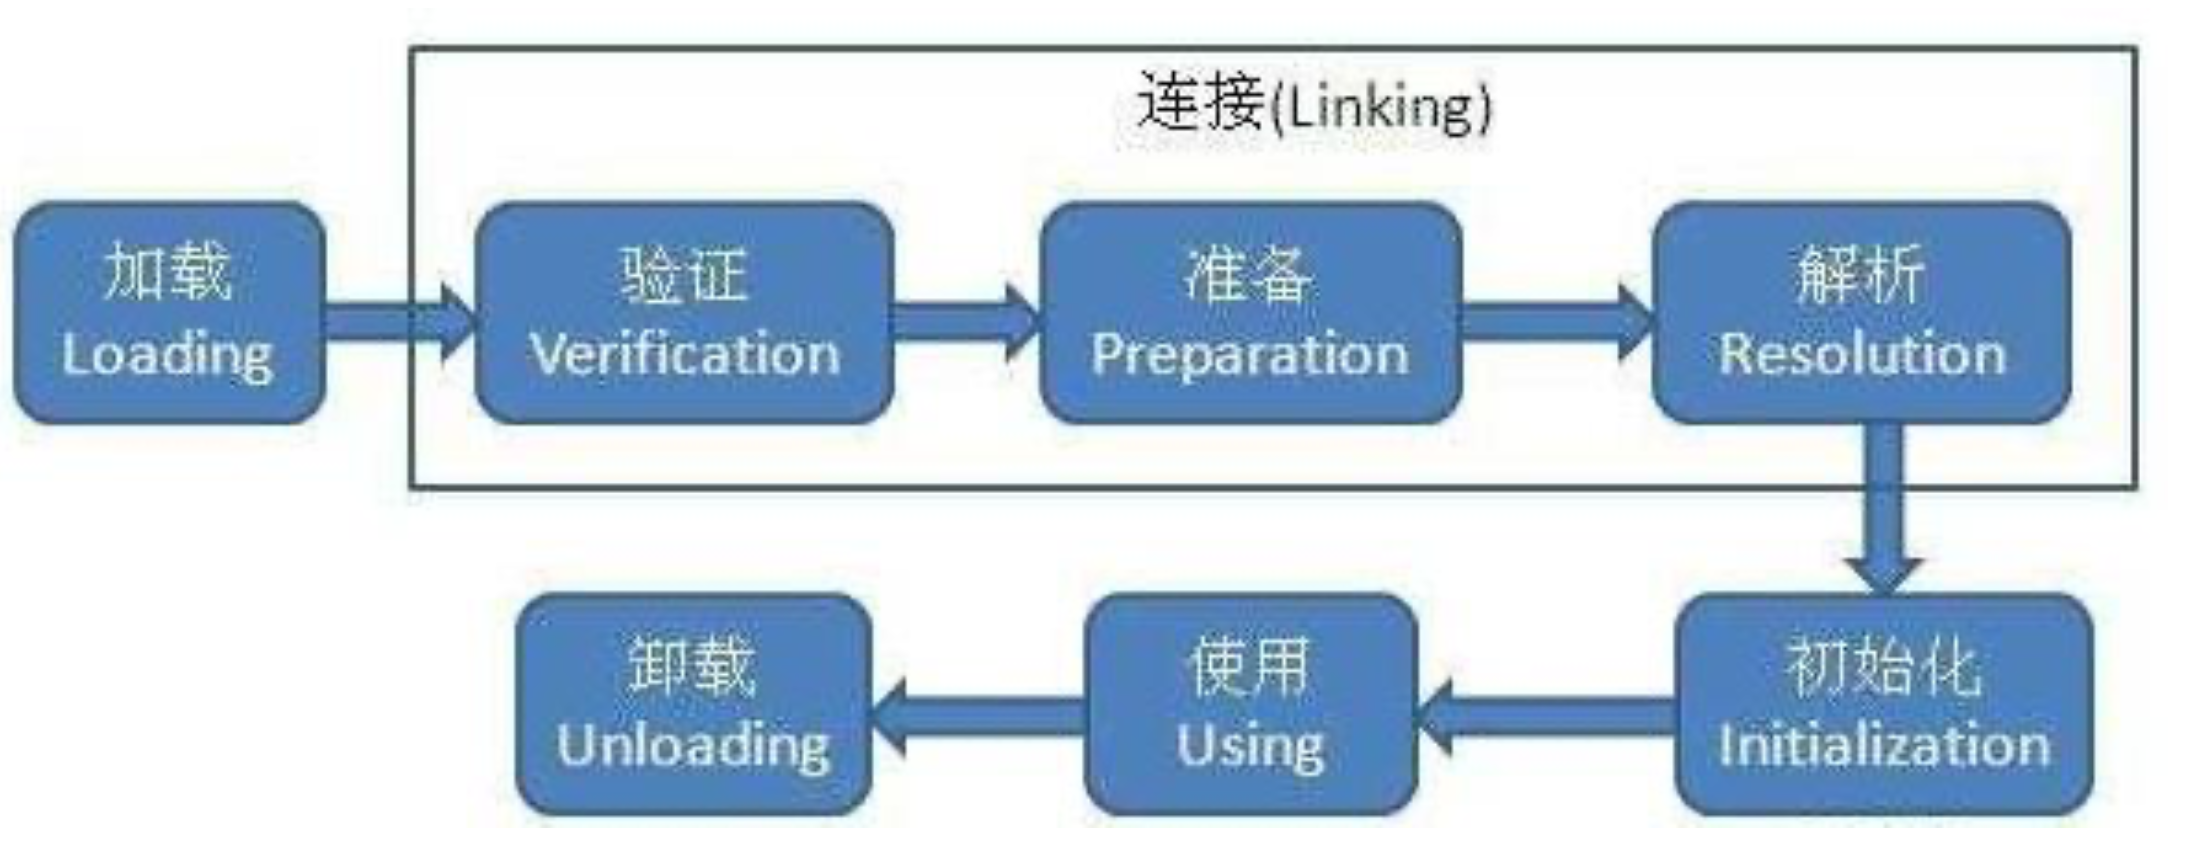 连接(Linking)
加载
Loading
验证
Verification
准备
Preparation
解析
Resolution
初始化
Initialization
使用
Using
卸载
Unloading